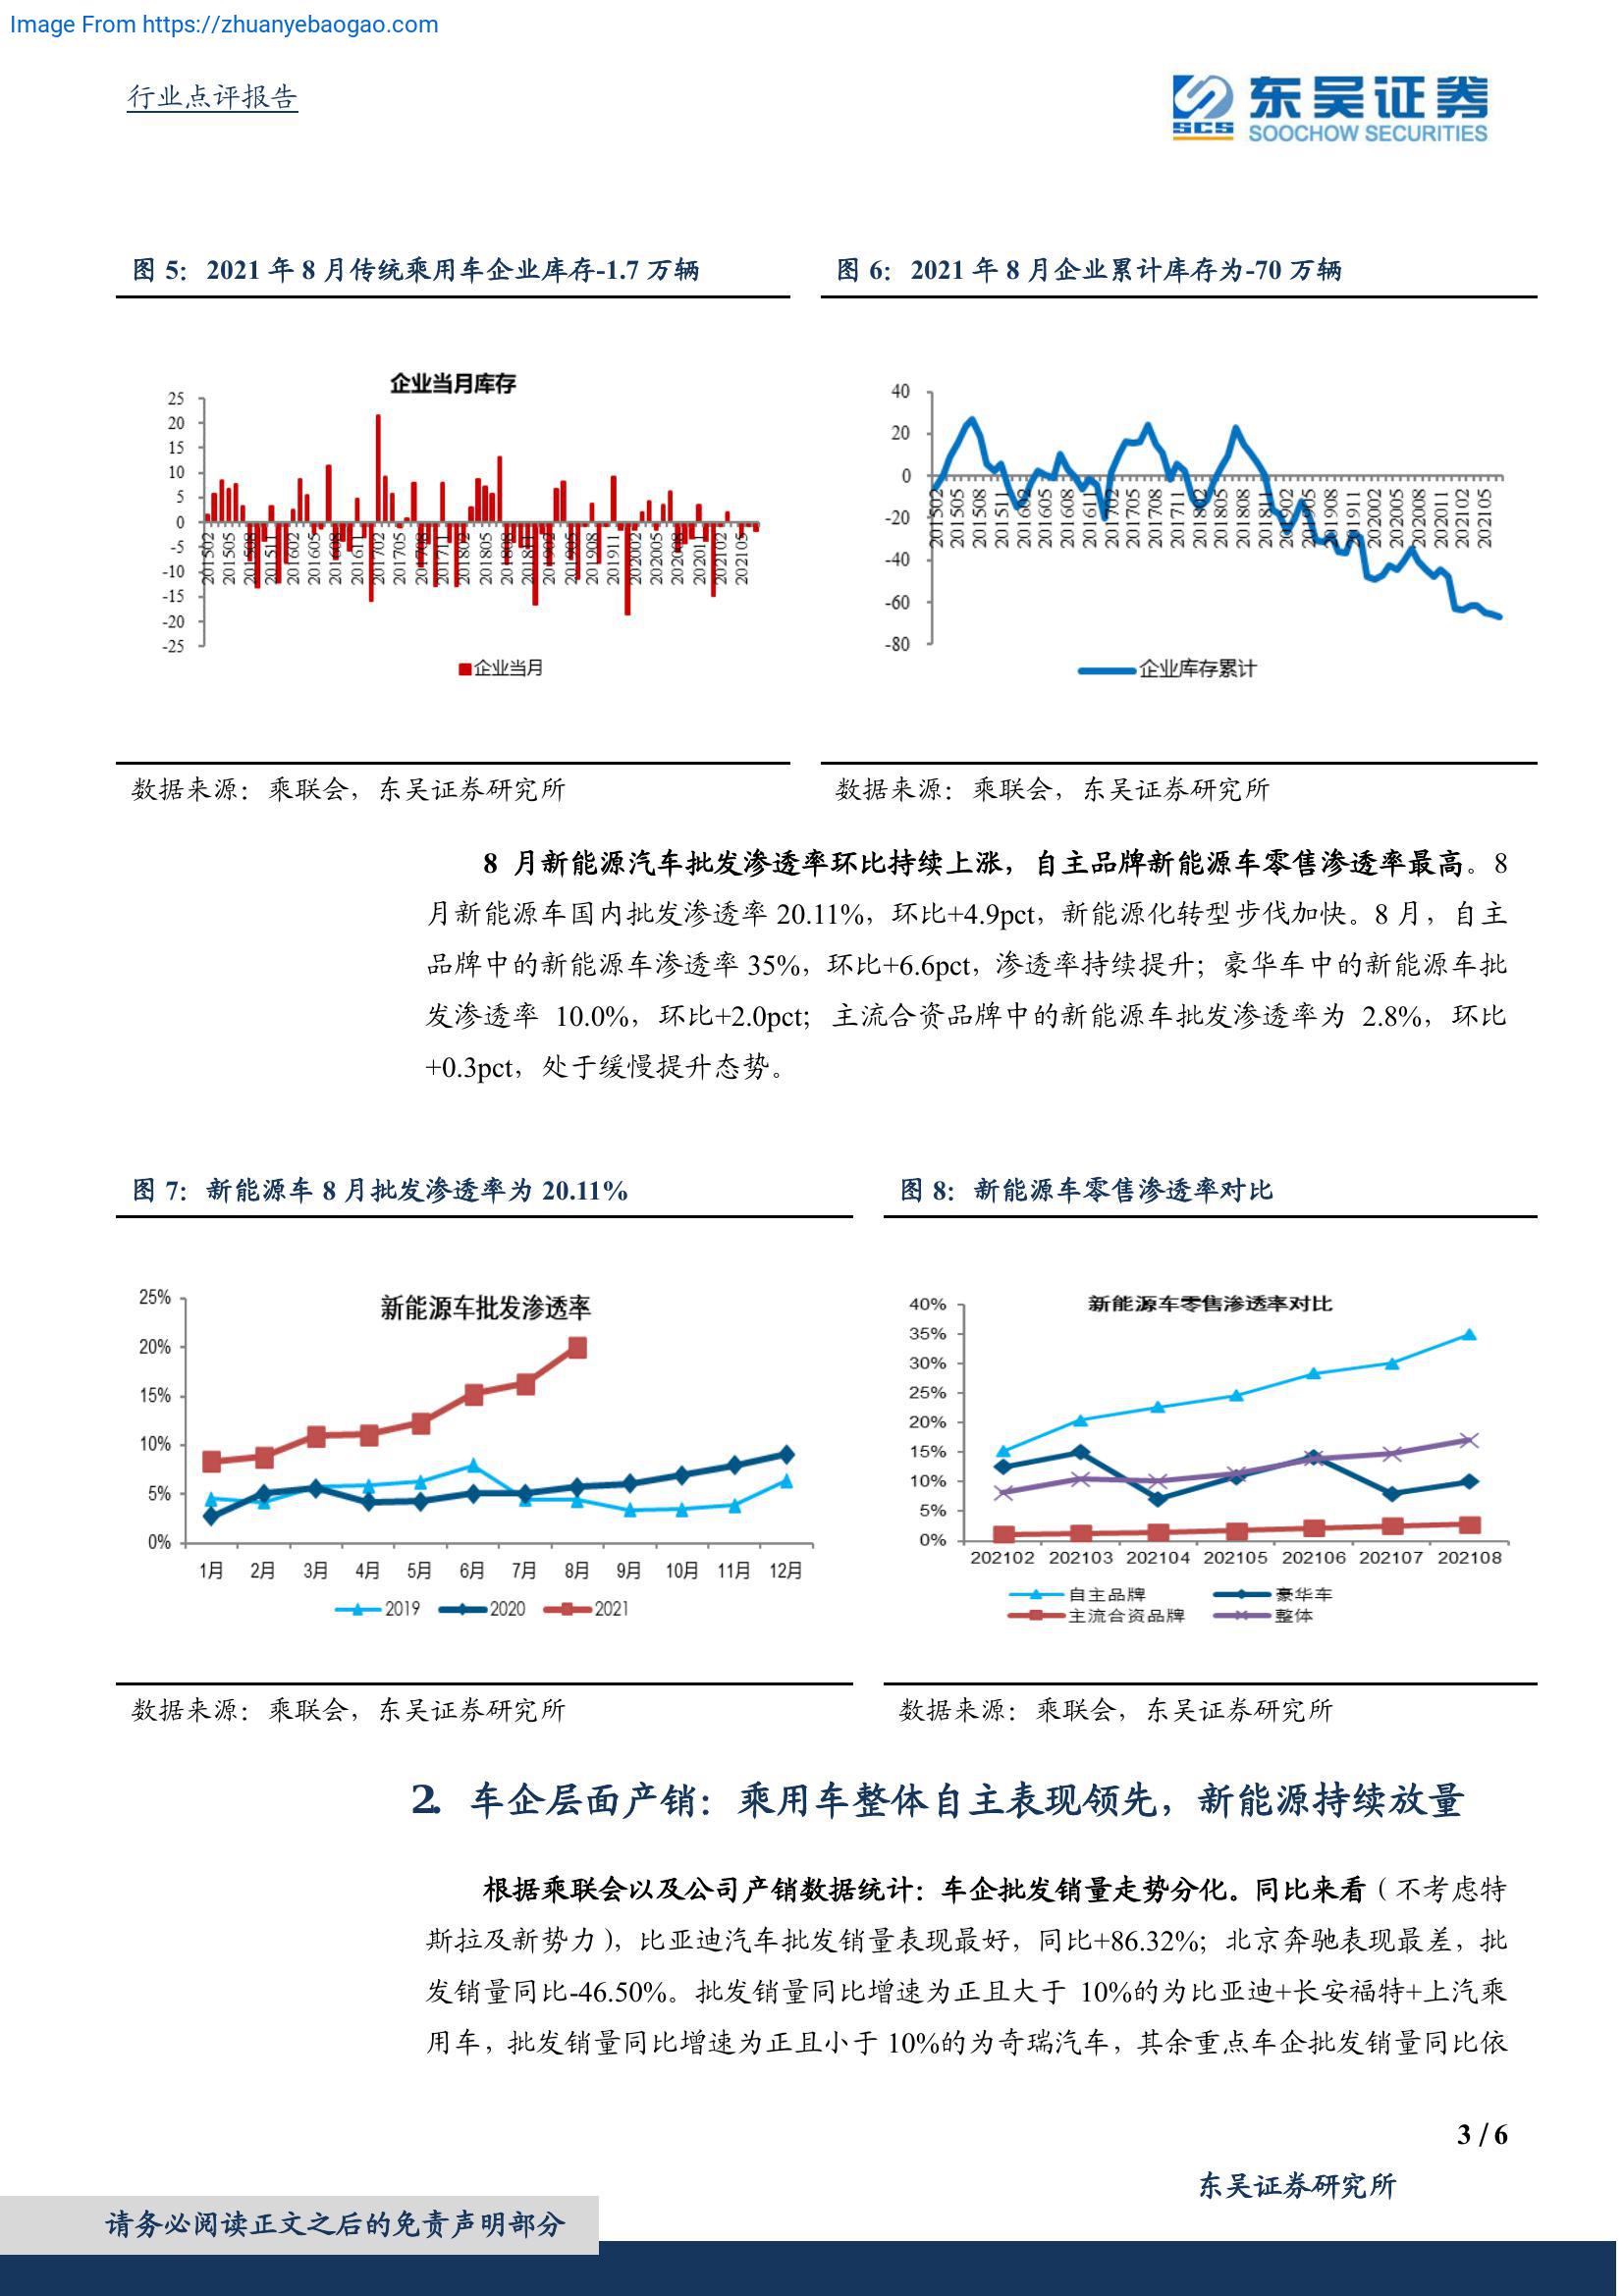 Image From https://zhuanyebaogao.com
行业点评报告
SCS
东吴证券
SOOCHOW SECURITIES
图 5： 2021 年 8 月传统乘用车企业库存-1.7 万辆
图 6： 2021 年 8 月企业累计库存为-70 万辆
企业当月库存
25
20
15
10
5
0
-5
-10
-15
-20
-25
201502 201505 201508 201511 201602 201605 201608 201611 201702 201705 201708 201711 201802 201805 201808 201811 201902 201905 201908 201911 202002 202005 202008 202011 202102 202105
企业当月
40
20
0
-20
-40
-60
-80
201502 201505 201508 201511 201602 201605 201608 201611 201702 201705 201708 201711 201802 201805 201808 201811 201902 201905 201908 201911 202002 202005 202008 202011 202102 202105
企业库存累计
数据来源：乘联会，东吴证券研究所
数据来源：乘联会，东吴证券研究所
8 月新能源汽车批发渗透率环比持续上涨，自主品牌新能源车零售渗透率最高。8
月新能源车国内批发渗透率 20.11%，环比+4.9pct，新能源化转型步伐加快。8 月，自主
品牌中的新能源车渗透率 35%，环比+6.6pct，渗透率持续提升；豪华车中的新能源车批
发渗透率 10.0%，环比+2.0pct；主流合资品牌中的新能源车批发渗透率为 2.8%，环比
+0.3pct，处于缓慢提升态势。
图 7： 新能源车 8 月批发渗透率为 20.11%
图 8： 新能源车零售渗透率对比
新能源车批发渗透率
25%
20%
15%
10%
5%
0%
1月 2月 3月 4月 5月 6月 7月 8月 9月 10月 11月 12月
2019 2020 2021
新能源车零售渗透率对比
40%
35%
30%
25%
20%
15%
10%
5%
0%
202102 202103 202104 202105 202106 202107 202108
自主品牌 豪华车
主流合资品牌 整体
数据来源：乘联会，东吴证券研究所
数据来源：乘联会，东吴证券研究所
2. 车企层面产销：乘用车整体自主表现领先，新能源持续放量
根据乘联会以及公司产销数据统计：车企批发销量走势分化。同比来看（不考虑特
斯拉及新势力），比亚迪汽车批发销量表现最好，同比+86.32%；北京奔驰表现最差，批
发销量同比-46.50%。批发销量同比增速为正且大于 10%的为比亚迪+长安福特+上汽乘
用车，批发销量同比增速为正且小于 10%的为奇瑞汽车，其余重点车企批发销量同比依
3 / 6
东吴证券研究所
请务必阅读正文之后的免责声明部分